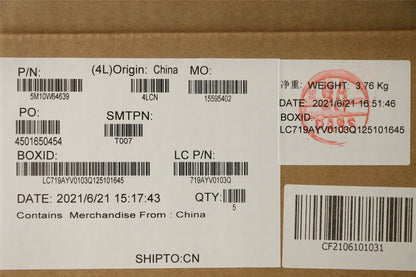 P/N:
(4L)Origin: China
MO:
5M10W64639
4LCN
15595402
PO:
SMTPN:
4501650454
T007
BOXID:
LC P/N:
LC719AYV0103Q125101645
719AYV0103Q
DATE: 2021/6/21 15:17:43
QTY:
5
Contains Merchandise From : China
SHIPTO:CN
净重: WEIGHT: 3.76 Kg
DATE: 2021/6/21 16:51:46
BOXID:
LC719AYV0103Q125101645
PASS
CF2106101031